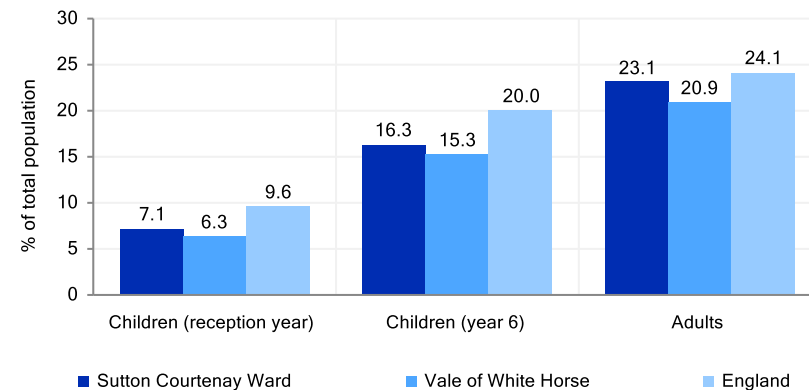 % of total population
30
25
20
15
10
5
0
7.1
6.3
9.6
16.3
15.3
20.0
23.1
20.9
24.1
Children (reception year)
Children (year 6)
Adults
Sutton Courtenay Ward
Vale of White Horse
England